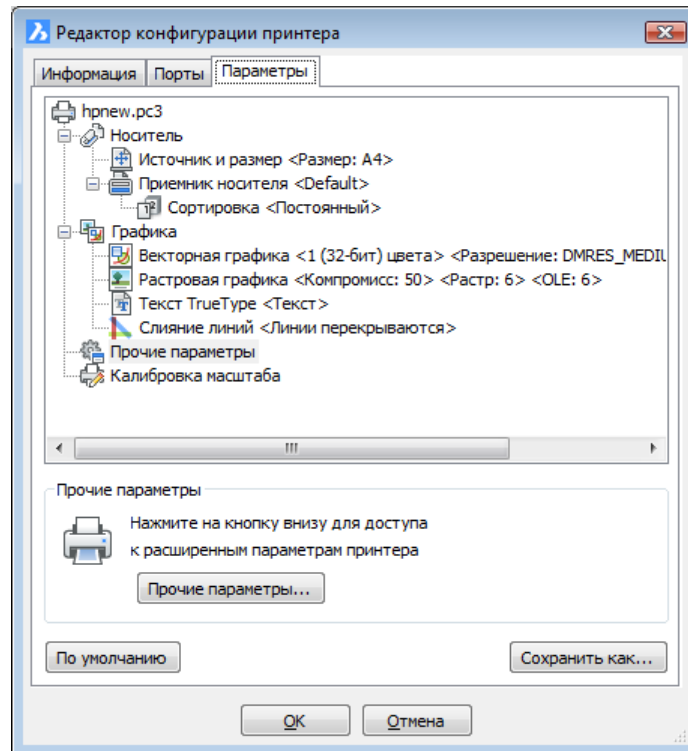 Редактор конфигурации принтера
Информация Порты Параметры
hpnew.pc3
Носитель
Источник и размер <Размер: A4>
Приемник носителя <Default>
Сортировка <Постоянный>
Графика
Векторная графика <1 (32-бит) цвета> <Разрешение: DMRES_MEDIU
Растровая графика <Компромисс: 50> <Растр: 6> <OLE: 6>
Текст TrueType <Текст>
Слияние линий <Линии перекрываются>
Прочие параметры
Калибровка масштаба
Прочие параметры
Нажмите на кнопку внизу для доступа
к расширенным параметрам принтера
Прочие параметры...
По умолчанию Сохранить как...
OK Отмена